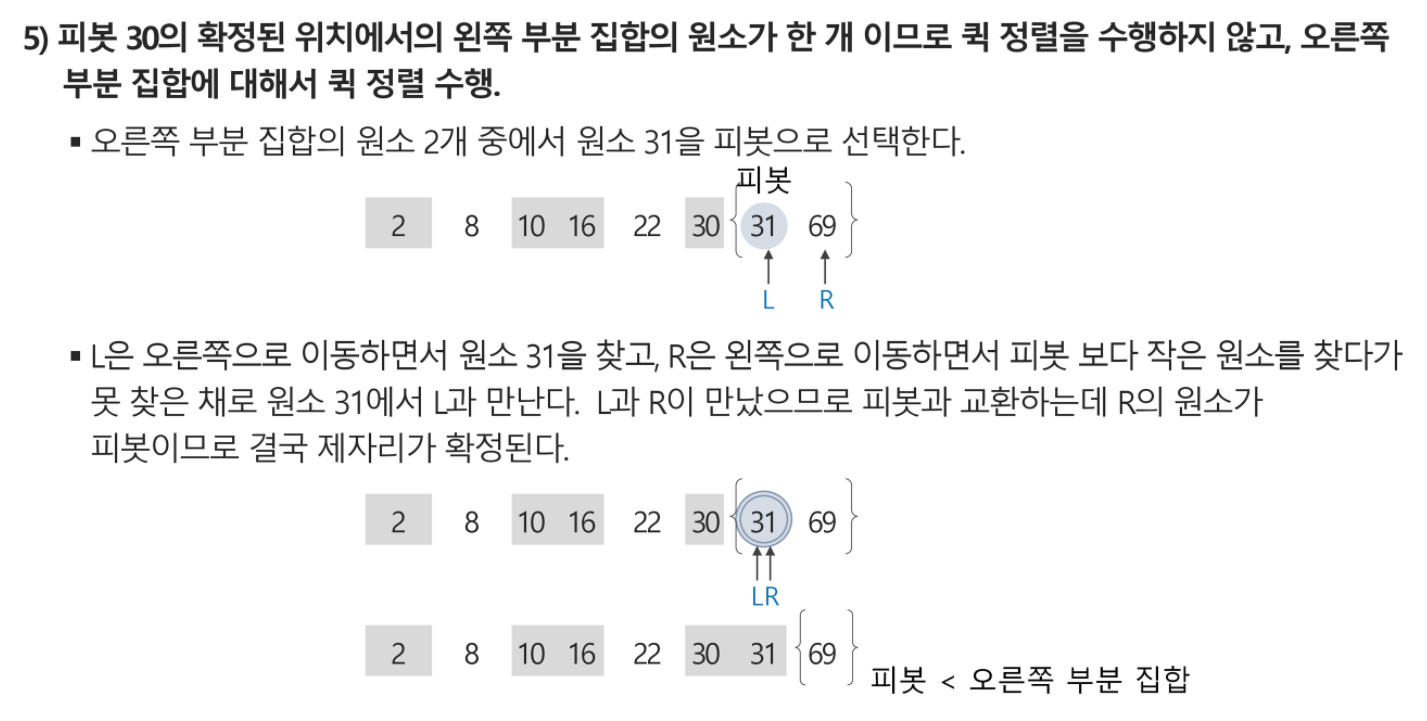 5) 피봇 30의 확정된 위치에서의 왼쪽 부분 집합의 원소가 한 개 이므로 퀵 정렬을 수행하지 않고, 오른쪽
부분 집합에 대해서 퀵 정렬 수행.
▪ 오른쪽 부분 집합의 원소 2개 중에서 원소 31을 피봇으로 선택한다.
피봇
2 8 10 16 22 30 { 31 69 }
L R
▪ L은 오른쪽으로 이동하면서 원소 31을 찾고, R은 왼쪽으로 이동하면서 피봇 보다 작은 원소를 찾다가
못 찾은 채로 원소 31에서 L과 만난다. L과 R이 만났으므로 피봇과 교환하는데 R의 원소가
피봇이므로 결국 제자리가 확정된다.
2 8 10 16 22 30 { 31 69 }
LR
2 8 10 16 22 30 31 { 69 }
피봇 < 오른쪽 부분 집합